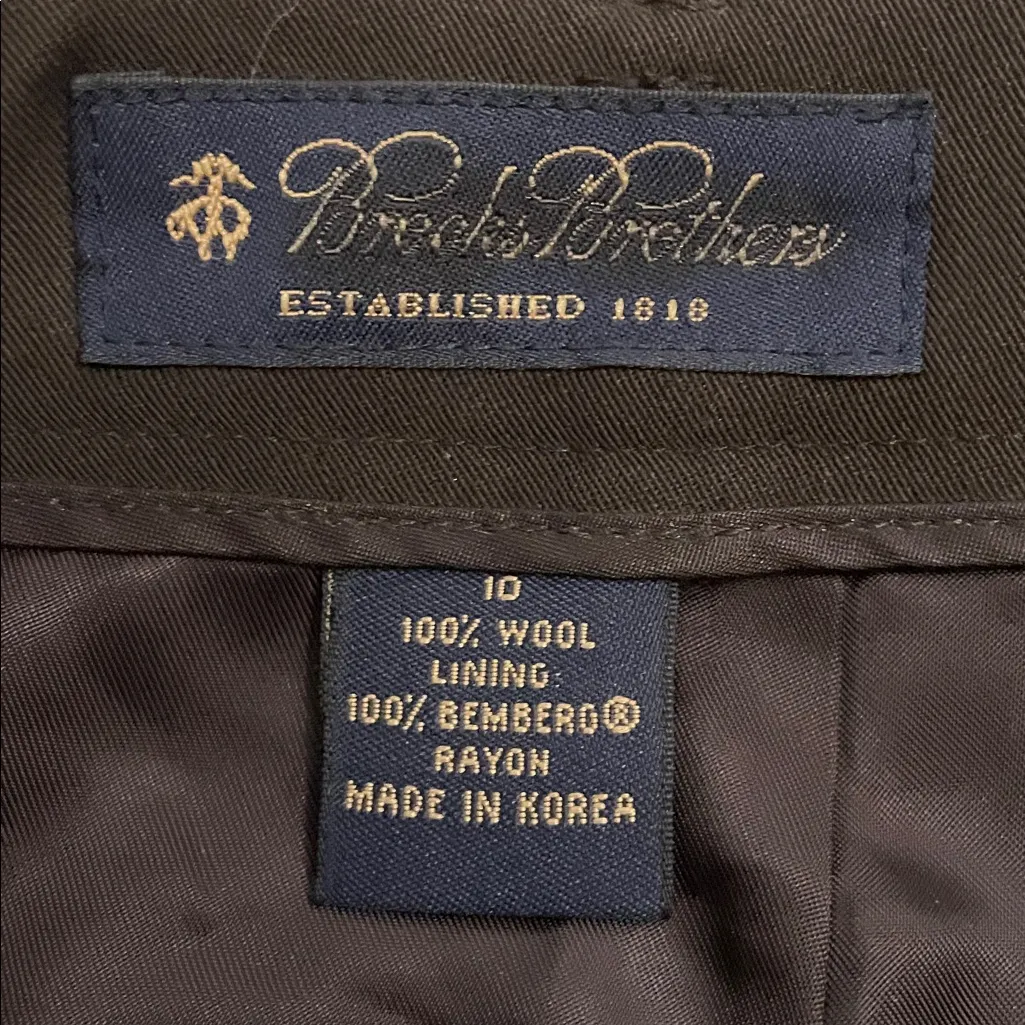 Brooks Brothers
ESTABLISHED 1818
10
100% WOOL
LINING:
100% BEMBERG®
RAYON
MADE IN KOREA